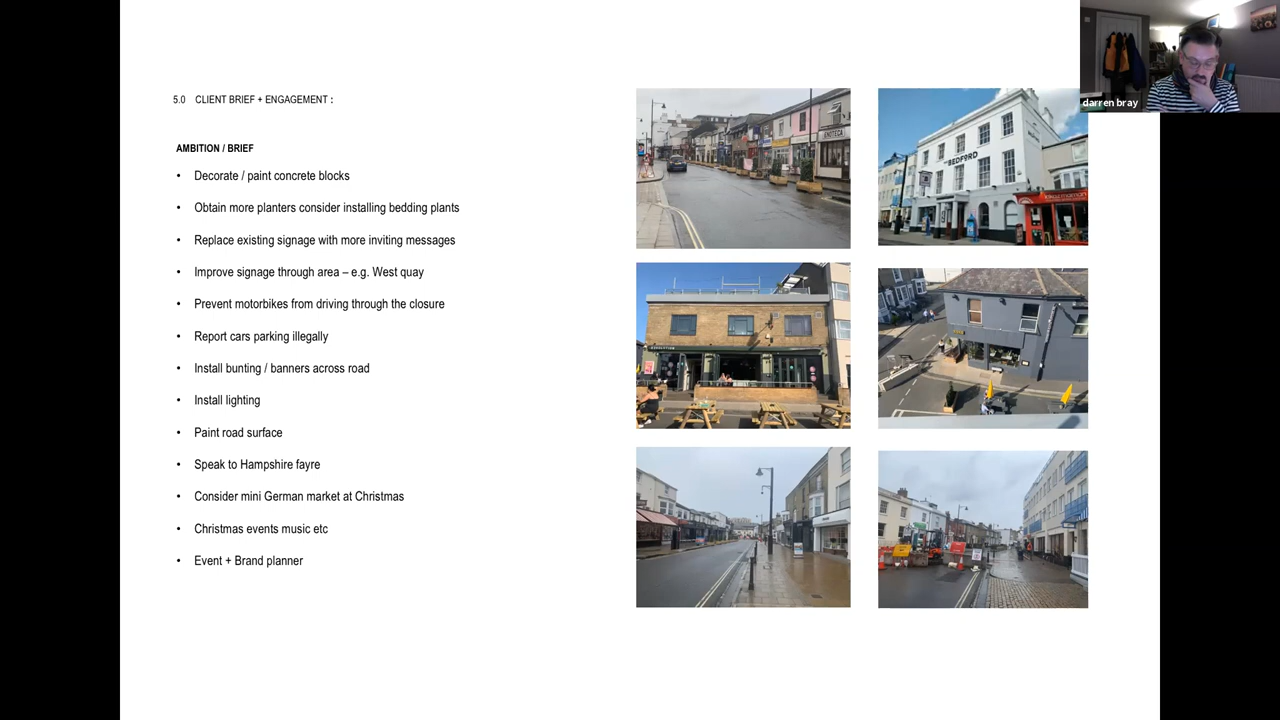 5.0 CLIENT BRIEF + ENGAGEMENT :
AMBITION / BRIEF
• Decorate / paint concrete blocks
• Obtain more planters consider installing bedding plants
• Replace existing signage with more inviting messages
• Improve signage through area – e.g. West quay
• Prevent motorbikes from driving through the closure
• Report cars parking illegally
• Install bunting / banners across road
• Install lighting
• Paint road surface
• Speak to Hampshire fayre
• Consider mini German market at Christmas
• Christmas events music etc
• Event + Brand planner
ENOTECA
BEDFORD
darren bray